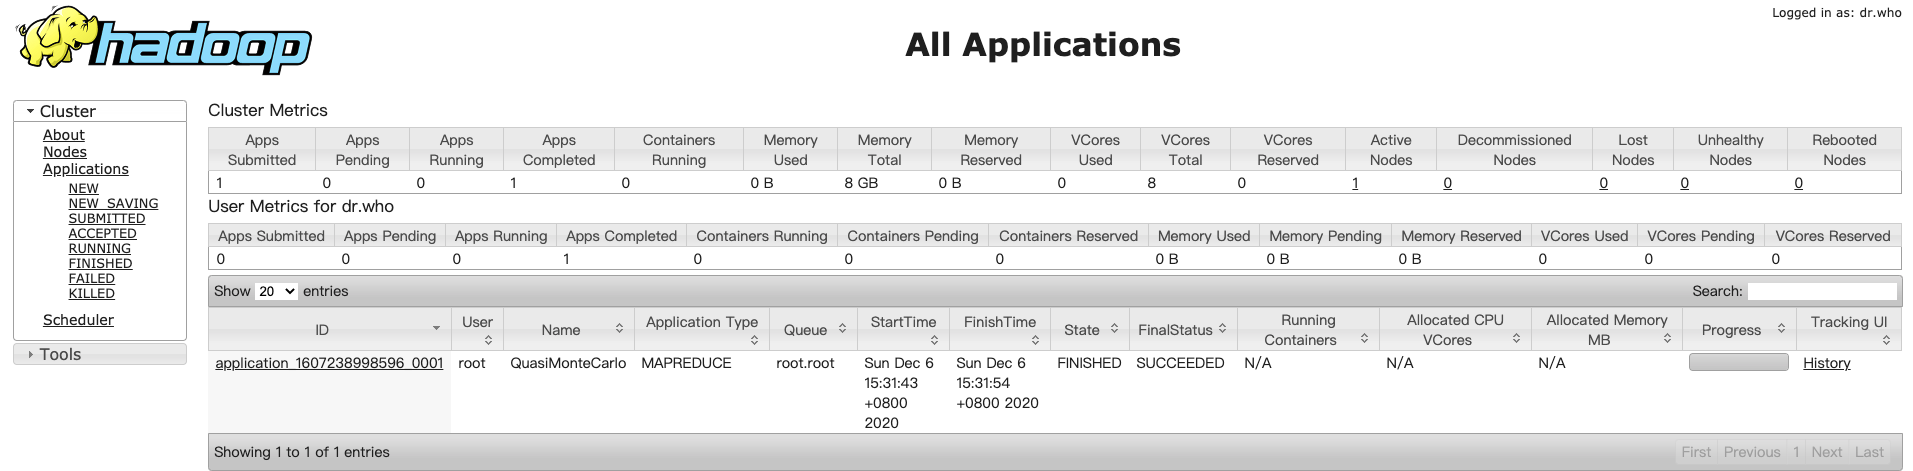 Logged in as: dr.who
hadoop
All Applications
Cluster
About
Nodes
Applications
NEW
NEW_SAVING
SUBMITTED
ACCEPTED
RUNNING
FINISHED
FAILED
KILLED
Scheduler
Tools
Cluster Metrics
Apps Submitted Apps Pending Apps Running Apps Completed Containers Running Memory Used Memory Total Memory Reserved VCores Used VCores Total VCores Reserved Active Nodes Decommissioned Nodes Lost Nodes Unhealthy Nodes Rebooted Nodes
1 0 0 1 0 0 B 8 GB 0 B 0 8 0 1 0 0 0 0
User Metrics for dr.who
Apps Submitted Apps Pending Apps Running Apps Completed Containers Running Containers Pending Containers Reserved Memory Used Memory Pending Memory Reserved VCores Used VCores Pending VCores Reserved
0 0 0 1 0 0 0 0 B 0 B 0 B 0 0 0
Show 20 entries Search:
ID User Name Application Type Queue StartTime FinishTime State FinalStatus Running Containers Allocated CPU VCores Allocated Memory MB Progress Tracking UI
application_1607238998596_0001 root QuasiMonteCarlo MAPREDUCE root.root Sun Dec 6 15:31:43 +0800 2020 Sun Dec 6 15:31:54 +0800 2020 FINISHED SUCCEEDED N/A N/A N/A History
Showing 1 to 1 of 1 entries First Previous 1 Next Last